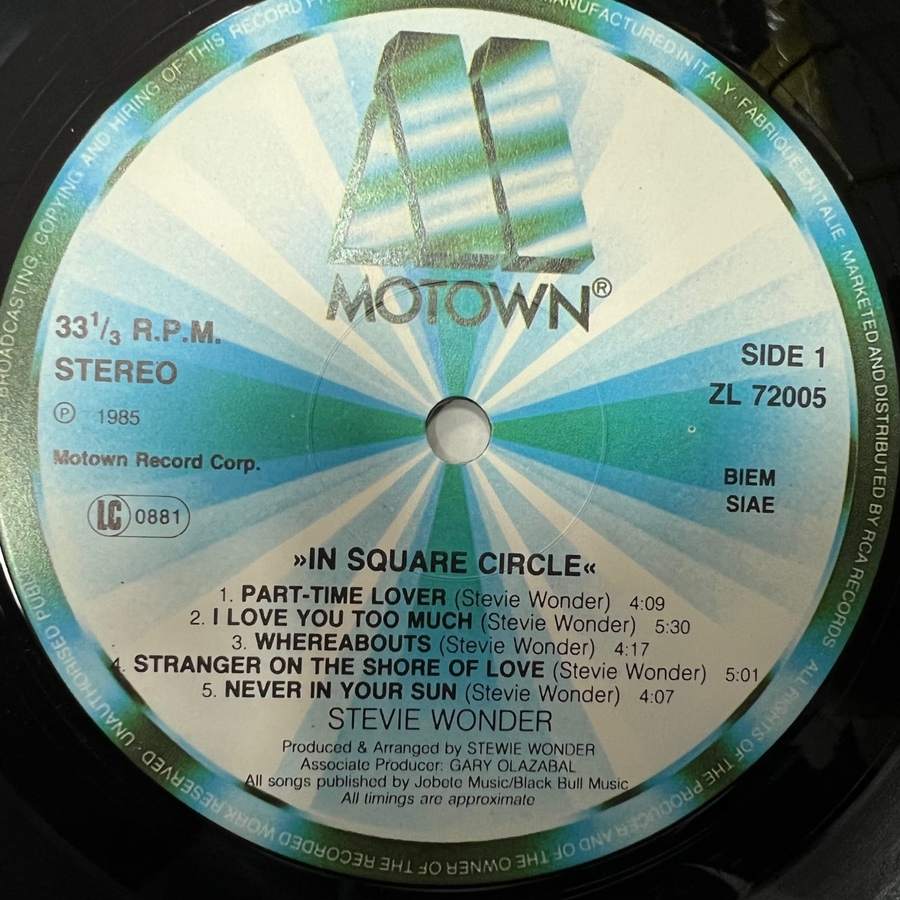 MOTOWN®
33 1/3 R.P.M.
STEREO
SIDE 1
ZL 72005
Ⓟ 1985
Motown Record Corp.
BIEM
SIAE
LC 0881
»IN SQUARE CIRCLE«
1. PART-TIME LOVER (Stevie Wonder) 4:09
2. I LOVE YOU TOO MUCH (Stevie Wonder) 5:30
3. WHEREABOUTS (Stevie Wonder) 4:17
4. STRANGER ON THE SHORE OF LOVE (Stevie Wonder) 5:01
5. NEVER IN YOUR SUN (Stevie Wonder) 4:07
STEVIE WONDER
Produced & Arranged by STEWIE WONDER
Associate Producer: GARY OLAZABAL
All songs published by Jobete Music/Black Bull Music
All timings are approximate
MANUFACTURED IN ITALY · FABRIQUE EN ITALIE · MARKETED AND DISTRIBUTED BY RCA RECORDS
ALL RIGHTS OF THE PRODUCER AND OF THE OWNER OF THE RECORDED WORK RESERVED · UNAUTHORISED
BROADCASTING, COPYING AND HIRING OF THIS RECORD